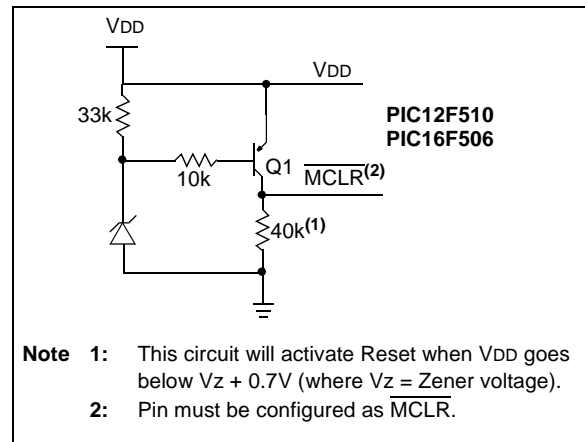 VDD
VDD
33k
PIC12F510
PIC16F506
Q1
MCLR(2)
10k
40k(1)
Note 1: This circuit will activate Reset when VDD goes
below Vz + 0.7V (where Vz = Zener voltage).
2: Pin must be configured as MCLR.